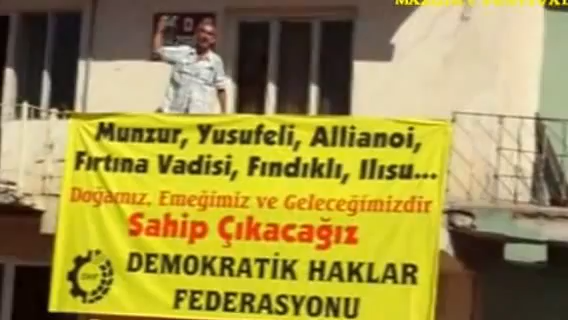 Munzur, Yusufeli, Allianoi,
Fırtına Vadisi, Fındıklı, Ilısu...
Doğamız, Emeğimiz ve Geleceğimizdir
Sahip Çıkacağız
DEMOKRATİK HAKLAR
FEDERASYONU